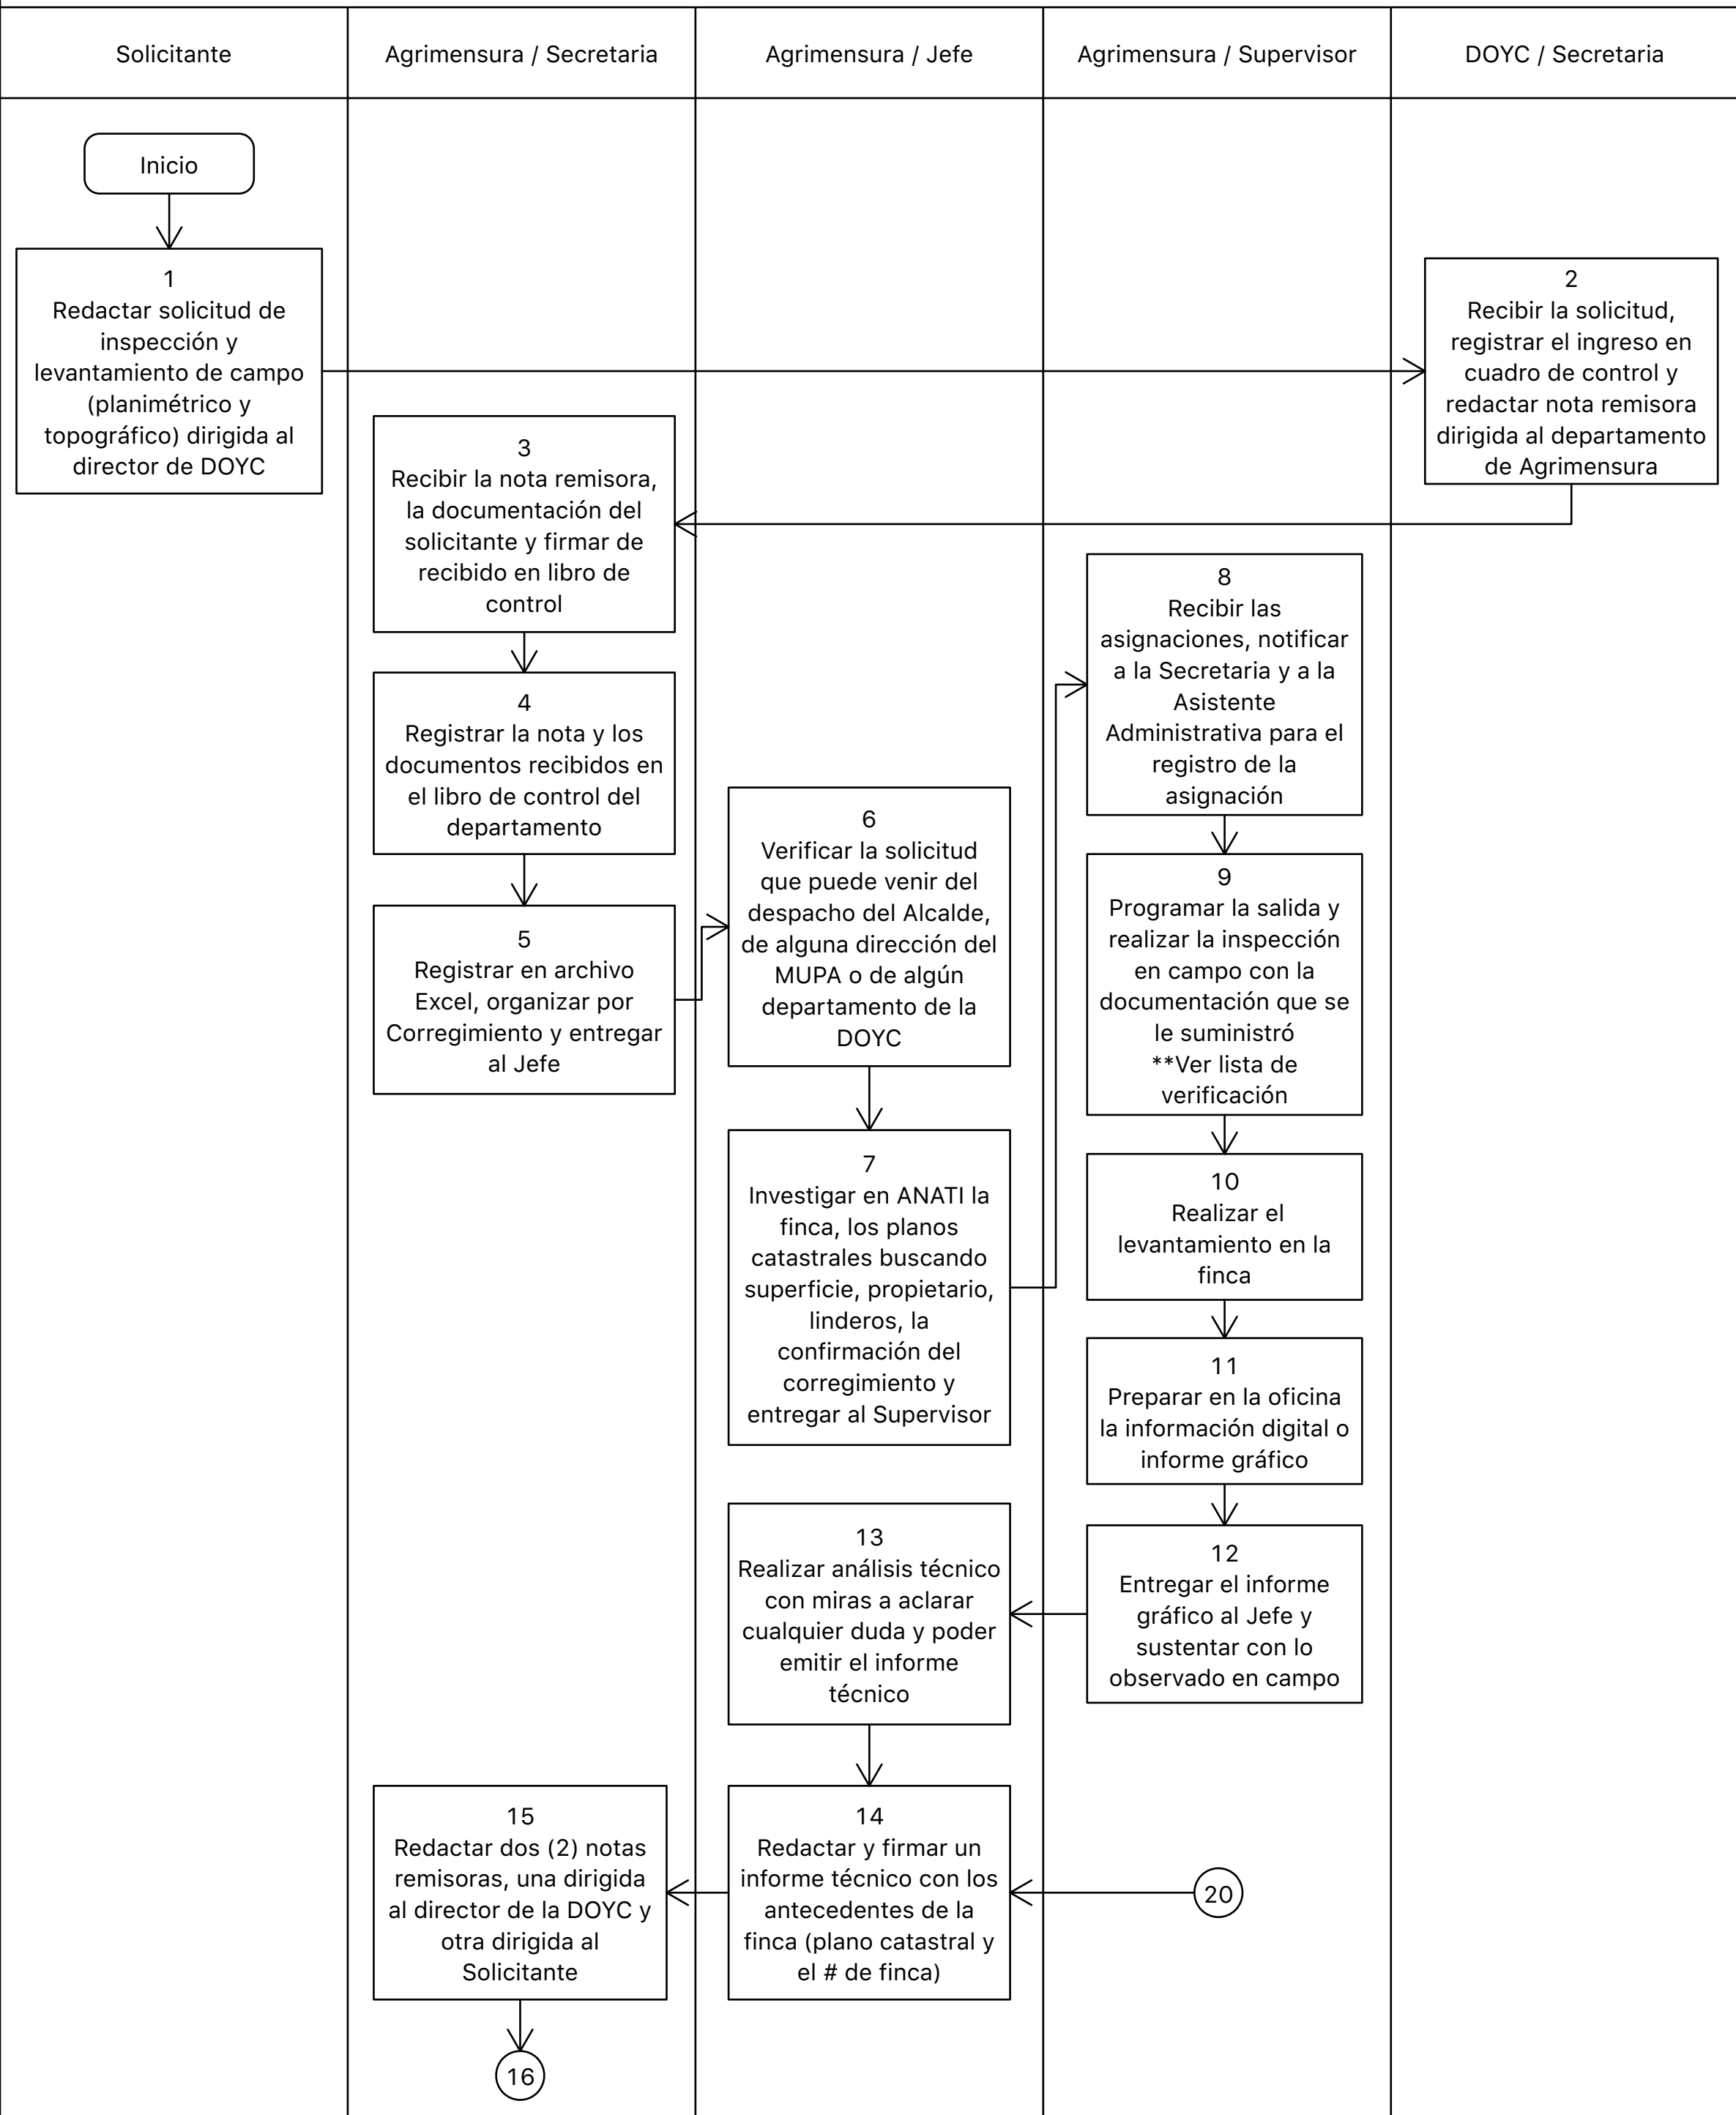 Solicitante
Agrimensura / Secretaria
Agrimensura / Jefe
Agrimensura / Supervisor
DOYC / Secretaria
Inicio
1
Redactar solicitud de
inspección y
levantamiento de campo
(planimétrico y
topográfico) dirigida al
director de DOYC
2
Recibir la solicitud,
registrar el ingreso en
cuadro de control y
redactar nota remisora
dirigida al departamento
de Agrimensura
3
Recibir la nota remisora,
la documentación del
solicitante y firmar de
recibido en libro de
control
4
Registrar la nota y los
documentos recibidos en
el libro de control del
departamento
5
Registrar en archivo
Excel, organizar por
Corregimiento y entregar
al Jefe
6
Verificar la solicitud
que puede venir del
despacho del Alcalde,
de alguna dirección del
MUPA o de algún
departamento de la
DOYC
7
Investigar en ANATI la
finca, los planos
catastrales buscando
superficie, propietario,
linderos, la
confirmación del
corregimiento y
entregar al Supervisor
8
Recibir las
asignaciones, notificar
a la Secretaria y a la
Asistente
Administrativa para el
registro de la
asignación
9
Programar la salida y
realizar la inspección
en campo con la
documentación que se
le suministró
**Ver lista de
verificación
10
Realizar el
levantamiento en la
finca
11
Preparar en la oficina
la información digital o
informe gráfico
12
Entregar el informe
gráfico al Jefe y
sustentar con lo
observado en campo
13
Realizar análisis técnico
con miras a aclarar
cualquier duda y poder
emitir el informe
técnico
14
Redactar y firmar un
informe técnico con los
antecedentes de la
finca (plano catastral y
el # de finca)
20
15
Redactar dos (2) notas
remisoras, una dirigida
al director de la DOYC y
otra dirigida al
Solicitante
16